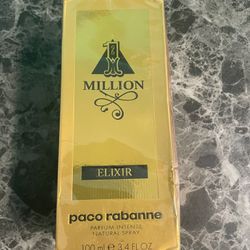 1
MILLION
ELIXIR
paco rabanne
PARFUM INTENSE
NATURAL SPRAY
100 ml ℮ 3.4 FL OZ